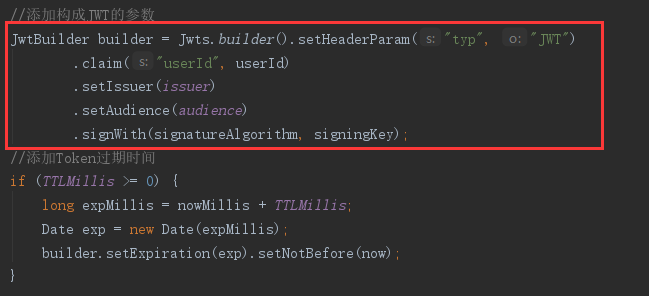 //添加构成JWT的参数
JwtBuilder builder = Jwts.builder().setHeaderParam( s: "typ", o: "JWT")
.claim( s: "userId", userId)
.setIssuer(issuer)
.setAudience(audience)
.signWith(signatureAlgorithm, signingKey);
//添加Token过期时间
if (TTLMillis >= 0) {
long expMillis = nowMillis + TTLMillis;
Date exp = new Date(expMillis);
builder.setExpiration(exp).setNotBefore(now);
}